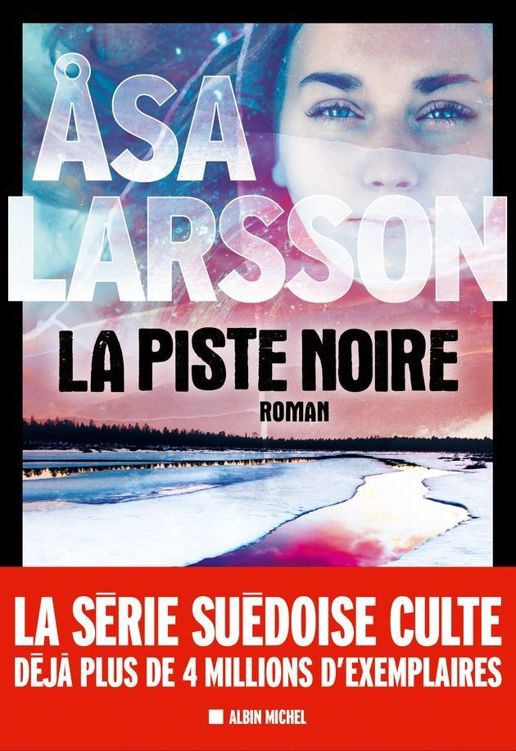 ÅSA
LARSSON
LA PISTE NOIRE
ROMAN
LA SÉRIE SUÉDOISE CULTE
DÉJÀ PLUS DE 4 MILLIONS D'EXEMPLAIRES
ALBIN MICHEL